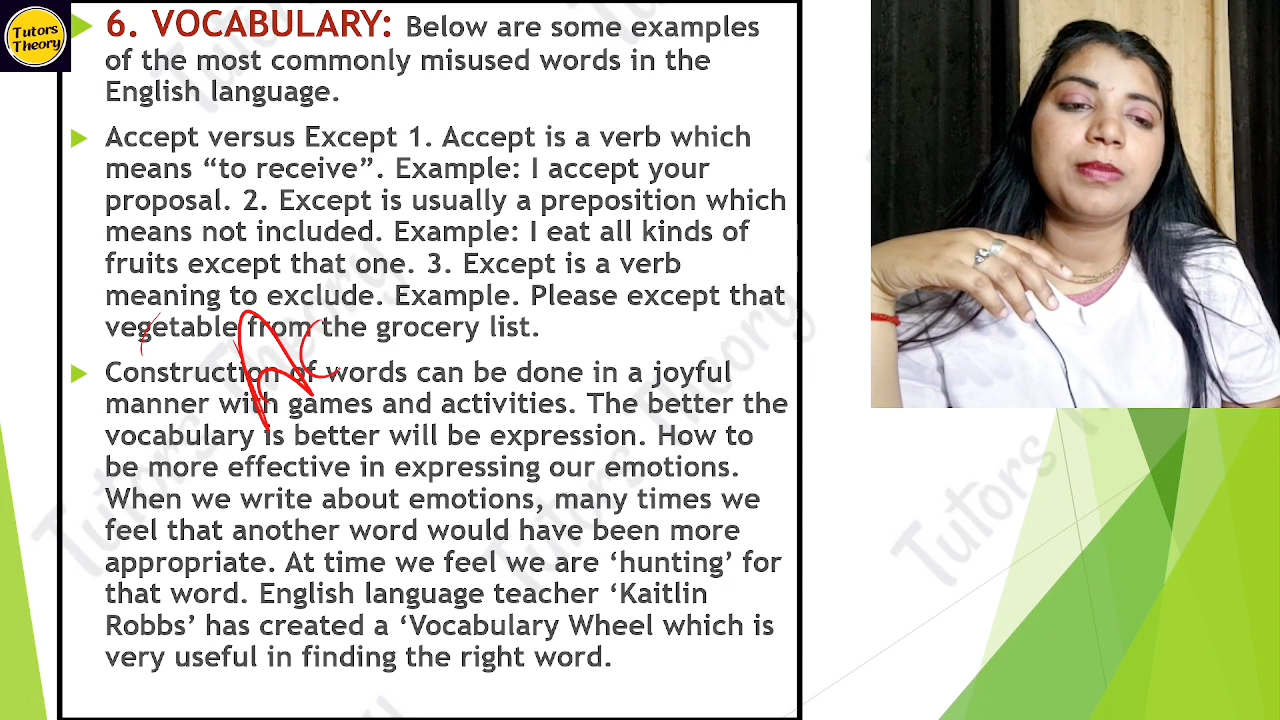 Tutors
Theory
6. VOCABULARY: Below are some examples
of the most commonly misused words in the
English language.
Accept versus Except 1. Accept is a verb which
means “to receive”. Example: I accept your
proposal. 2. Except is usually a preposition which
means not included. Example: I eat all kinds of
fruits except that one. 3. Except is a verb
meaning to exclude. Example. Please except that
vegetable from the grocery list.
Construction of words can be done in a joyful
manner with games and activities. The better the
vocabulary is better will be expression. How to
be more effective in expressing our emotions.
When we write about emotions, many times we
feel that another word would have been more
appropriate. At time we feel we are ‘hunting’ for
that word. English language teacher ‘Kaitlin
Robbs’ has created a ‘Vocabulary Wheel which is
very useful in finding the right word.
Tutors Theory
Tutors Theory
Tutors Theory